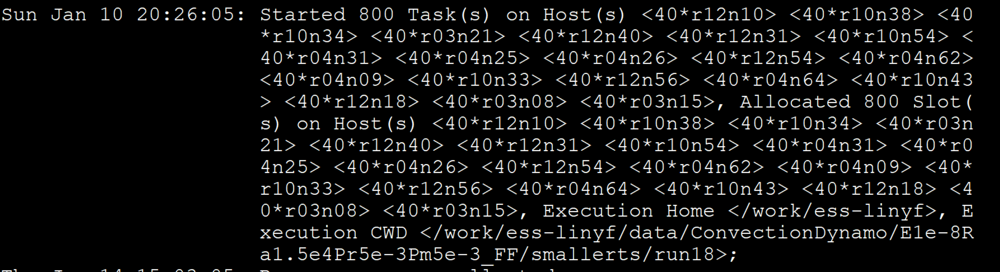 Sun Jan 10 20:26:05: Started 800 Task(s) on Host(s) <40*r12n10> <40*r10n38> <40
*r10n34> <40*r03n21> <40*r12n40> <40*r12n31> <40*r10n54> <
40*r04n31> <40*r04n25> <40*r04n26> <40*r12n54> <40*r04n62>
<40*r04n09> <40*r10n33> <40*r12n56> <40*r04n64> <40*r10n43
> <40*r12n18> <40*r03n08> <40*r03n15>, Allocated 800 Slot(
s) on Host(s) <40*r12n10> <40*r10n38> <40*r10n34> <40*r03n
21> <40*r12n40> <40*r12n31> <40*r10n54> <40*r04n31> <40*r0
4n25> <40*r04n26> <40*r12n54> <40*r04n62> <40*r04n09> <40*
r10n33> <40*r12n56> <40*r04n64> <40*r10n43> <40*r12n18> <4
0*r03n08> <40*r03n15>, Execution Home </work/ess-linyf>, E
xecution CWD </work/ess-linyf/data/ConvectionDynamo/E1e-8R
a1.5e4Pr5e-3Pm5e-3_FF/smallerts/run18>;